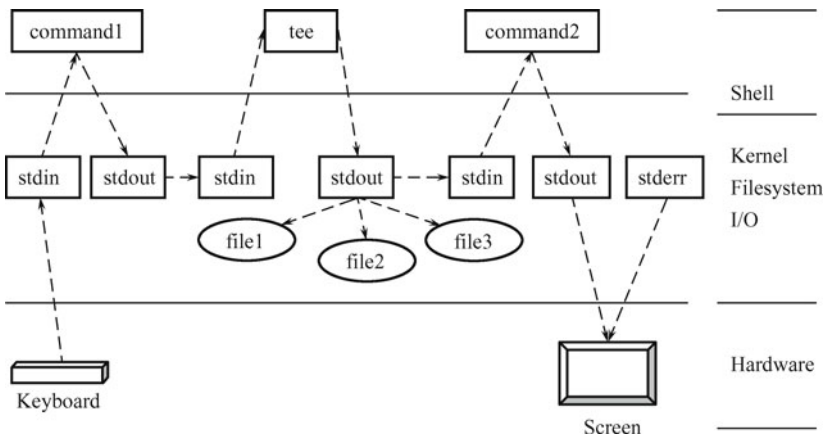 command1
tee
command2
Shell
stdin
stdout
stdin
stdout
stdin
stdout
stderr
Kernel
Filesystem
I/O
file1
file2
file3
Hardware
Keyboard
Screen